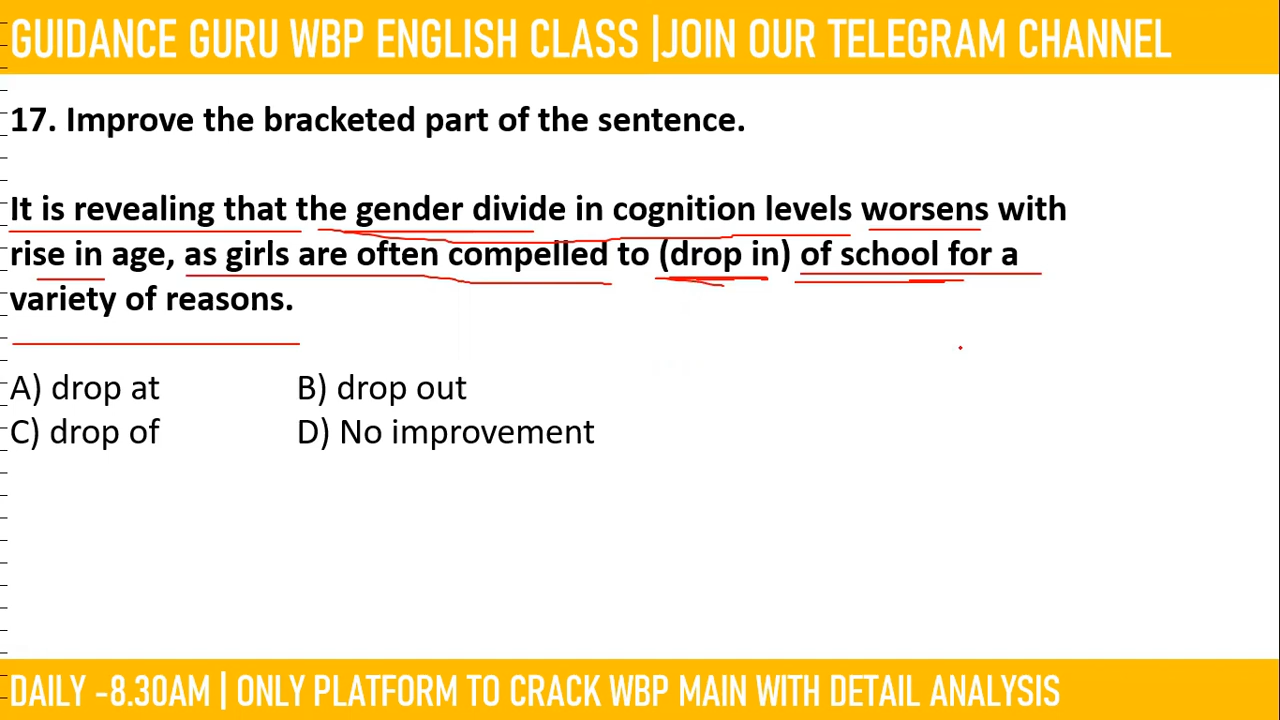 GUIDANCE GURU WBP ENGLISH CLASS |JOIN OUR TELEGRAM CHANNEL
17. Improve the bracketed part of the sentence.
It is revealing that the gender divide in cognition levels worsens with
rise in age, as girls are often compelled to (drop in) of school for a
variety of reasons.
A) drop at B) drop out
C) drop of D) No improvement
DAILY -8.30AM | ONLY PLATFORM TO CRACK WBP MAIN WITH DETAIL ANALYSIS